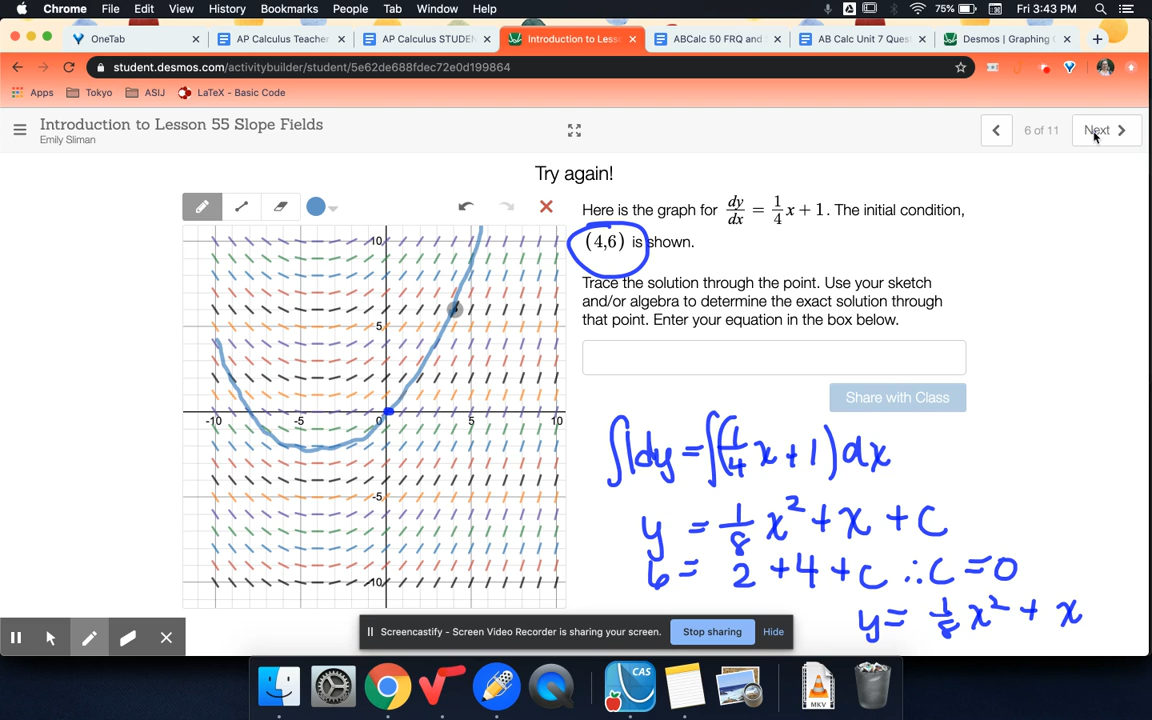 Chrome File Edit View History Bookmarks People Tab Window Help 75% Fri 3:43 PM
OneTab × AP Calculus Teacher × AP Calculus STUDEN × Introduction to Less × ABCalc 50 FRQ and × AB Calc Unit 7 Quest × Desmos | Graphing C × +
student.desmos.com/activitybuilder/student/5e62de688fdec72e0d199864
Apps Tokyo ASIJ LaTeX - Basic Code
Introduction to Lesson 55 Slope Fields
Emily Sliman
6 of 11 Next
Try again!
Here is the graph for dy/dx = 1/4 x + 1. The initial condition,
(4,6) is shown.
Trace the solution through the point. Use your sketch
and/or algebra to determine the exact solution through
that point. Enter your equation in the box below.
Share with Class
10
5
-10 -5 0 5 10
-5
-10
∫1dy = ∫(1/4 x + 1) dx
y = 1/8 x² + x + C
6 = 2 + 4 + C ∴ C = 0
y = 1/8 x² + x
Screencastify - Screen Video Recorder is sharing your screen. Stop sharing Hide
CAS
MKV